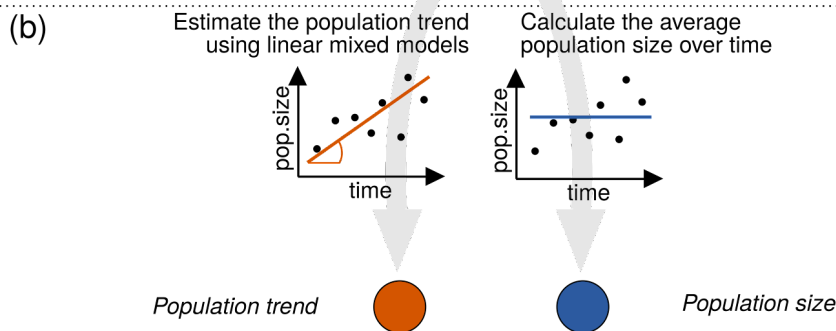 (b)
Estimate the population trend
using linear mixed models
Calculate the average
population size over time
pop.size
time
pop.size
time
Population trend
Population size